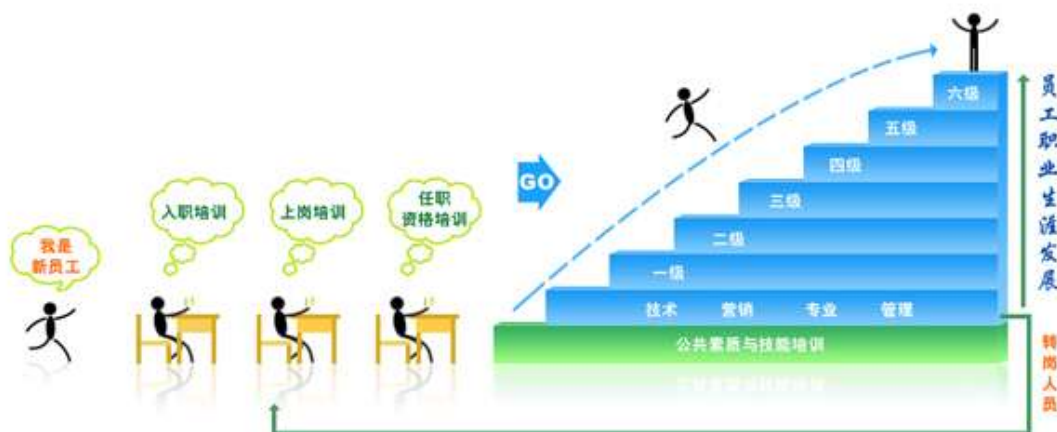 我是
新员工
入职培训
上岗培训
任职
资格培训
GO
六级
五级
四级
三级
二级
一级
技术 营销 专业 管理
公共素质与技能培训
员工职业生涯发展
转岗人员